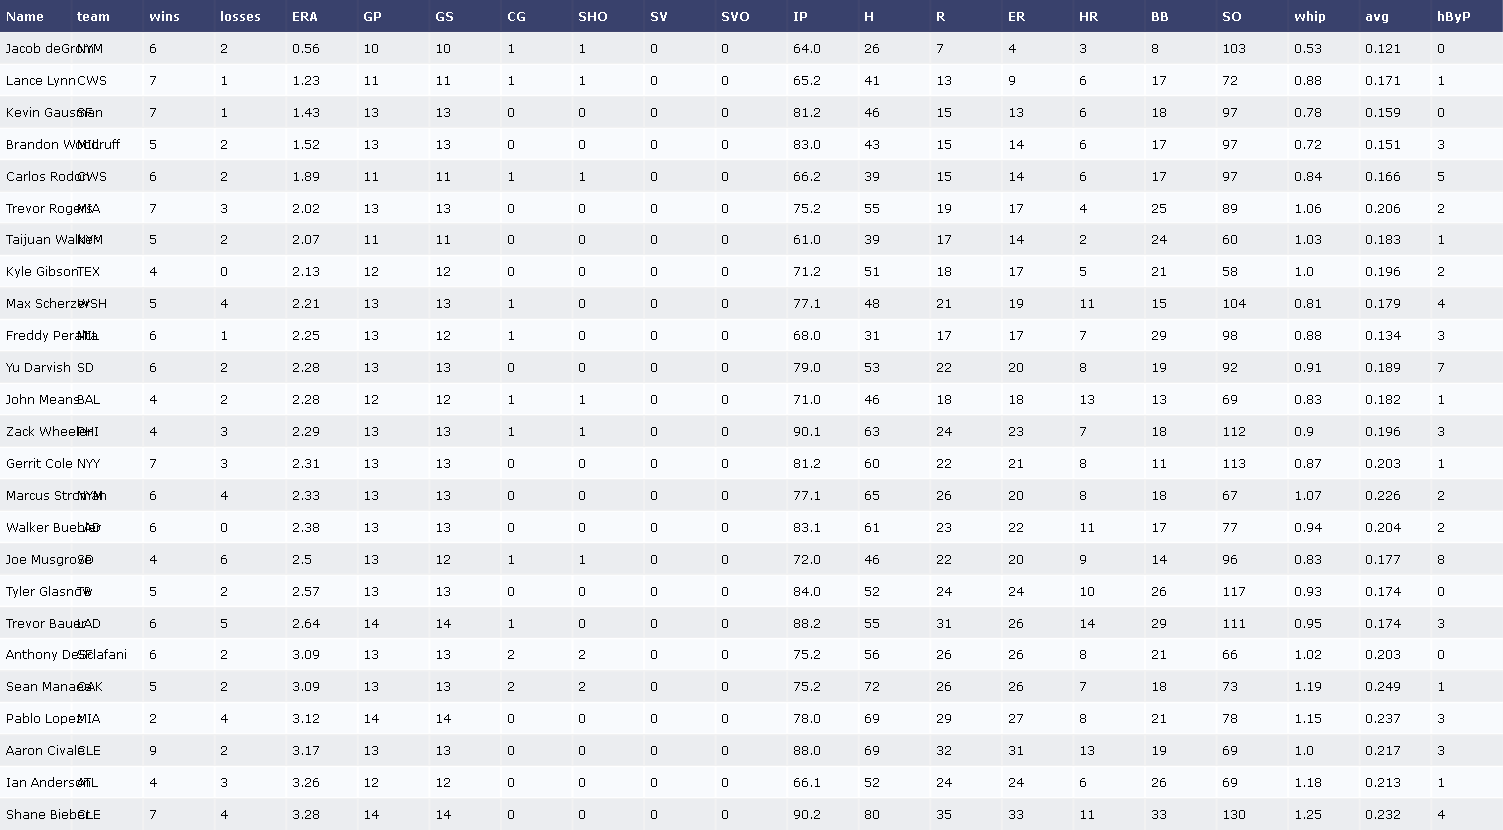 Name team wins losses ERA GP GS CG SHO SV SVO IP H R ER HR BB SO whip avg hByP
Jacob deGrom NYM 6 2 0.56 10 10 1 1 0 0 64.0 26 7 4 3 8 103 0.53 0.121 0
Lance Lynn CWS 7 1 1.23 11 11 1 1 0 0 65.2 41 13 9 6 17 72 0.88 0.171 1
Kevin Gausman SF 7 1 1.43 13 13 0 0 0 0 81.2 46 15 13 6 18 97 0.78 0.159 0
Brandon Woodruff MIL 5 2 1.52 13 13 0 0 0 0 83.0 43 15 14 6 17 97 0.72 0.151 3
Carlos Rodon CWS 6 2 1.89 11 11 1 1 0 0 66.2 39 15 14 6 17 97 0.84 0.166 5
Trevor Rogers MIA 7 3 2.02 13 13 0 0 0 0 75.2 55 19 17 4 25 89 1.06 0.206 2
Taijuan Walker NYM 5 2 2.07 11 11 0 0 0 0 61.0 39 17 14 2 24 60 1.03 0.183 1
Kyle Gibson TEX 4 0 2.13 12 12 0 0 0 0 71.2 51 18 17 5 21 58 1.0 0.196 2
Max Scherzer WSH 5 4 2.21 13 13 1 0 0 0 77.1 48 21 19 11 15 104 0.81 0.179 4
Freddy Peralta MIL 6 1 2.25 13 12 1 0 0 0 68.0 31 17 17 7 29 98 0.88 0.134 3
Yu Darvish SD 6 2 2.28 13 13 0 0 0 0 79.0 53 22 20 8 19 92 0.91 0.189 7
John Means BAL 4 2 2.28 12 12 1 1 0 0 71.0 46 18 18 13 13 69 0.83 0.182 1
Zack Wheeler PHI 4 3 2.29 13 13 1 1 0 0 90.1 63 24 23 7 18 112 0.9 0.196 3
Gerrit Cole NYY 7 3 2.31 13 13 0 0 0 0 81.2 60 22 21 8 11 113 0.87 0.203 1
Marcus Stroman NYM 6 4 2.33 13 13 0 0 0 0 77.1 65 26 20 8 18 67 1.07 0.226 2
Walker Buehler LAD 6 0 2.38 13 13 0 0 0 0 83.1 61 23 22 11 17 77 0.94 0.204 2
Joe Musgrove SD 4 6 2.5 13 12 1 1 0 0 72.0 46 22 20 9 14 96 0.83 0.177 8
Tyler Glasnow TB 5 2 2.57 13 13 0 0 0 0 84.0 52 24 24 10 26 117 0.93 0.174 0
Trevor Bauer LAD 6 5 2.64 14 14 1 0 0 0 88.2 55 31 26 14 29 111 0.95 0.174 3
Anthony DeSclafani SF 6 2 3.09 13 13 2 2 0 0 75.2 56 26 26 8 21 66 1.02 0.203 0
Sean Manaea OAK 5 2 3.09 13 13 2 2 0 0 75.2 72 26 26 7 18 73 1.19 0.249 1
Pablo Lopez MIA 2 4 3.12 14 14 0 0 0 0 78.0 69 29 27 8 21 78 1.15 0.237 3
Aaron Civale CLE 9 2 3.17 13 13 0 0 0 0 88.0 69 32 31 13 19 69 1.0 0.217 3
Ian Anderson ATL 4 3 3.26 12 12 0 0 0 0 66.1 52 24 24 6 26 69 1.18 0.213 1
Shane Bieber CLE 7 4 3.28 14 14 0 0 0 0 90.2 80 35 33 11 33 130 1.25 0.232 4